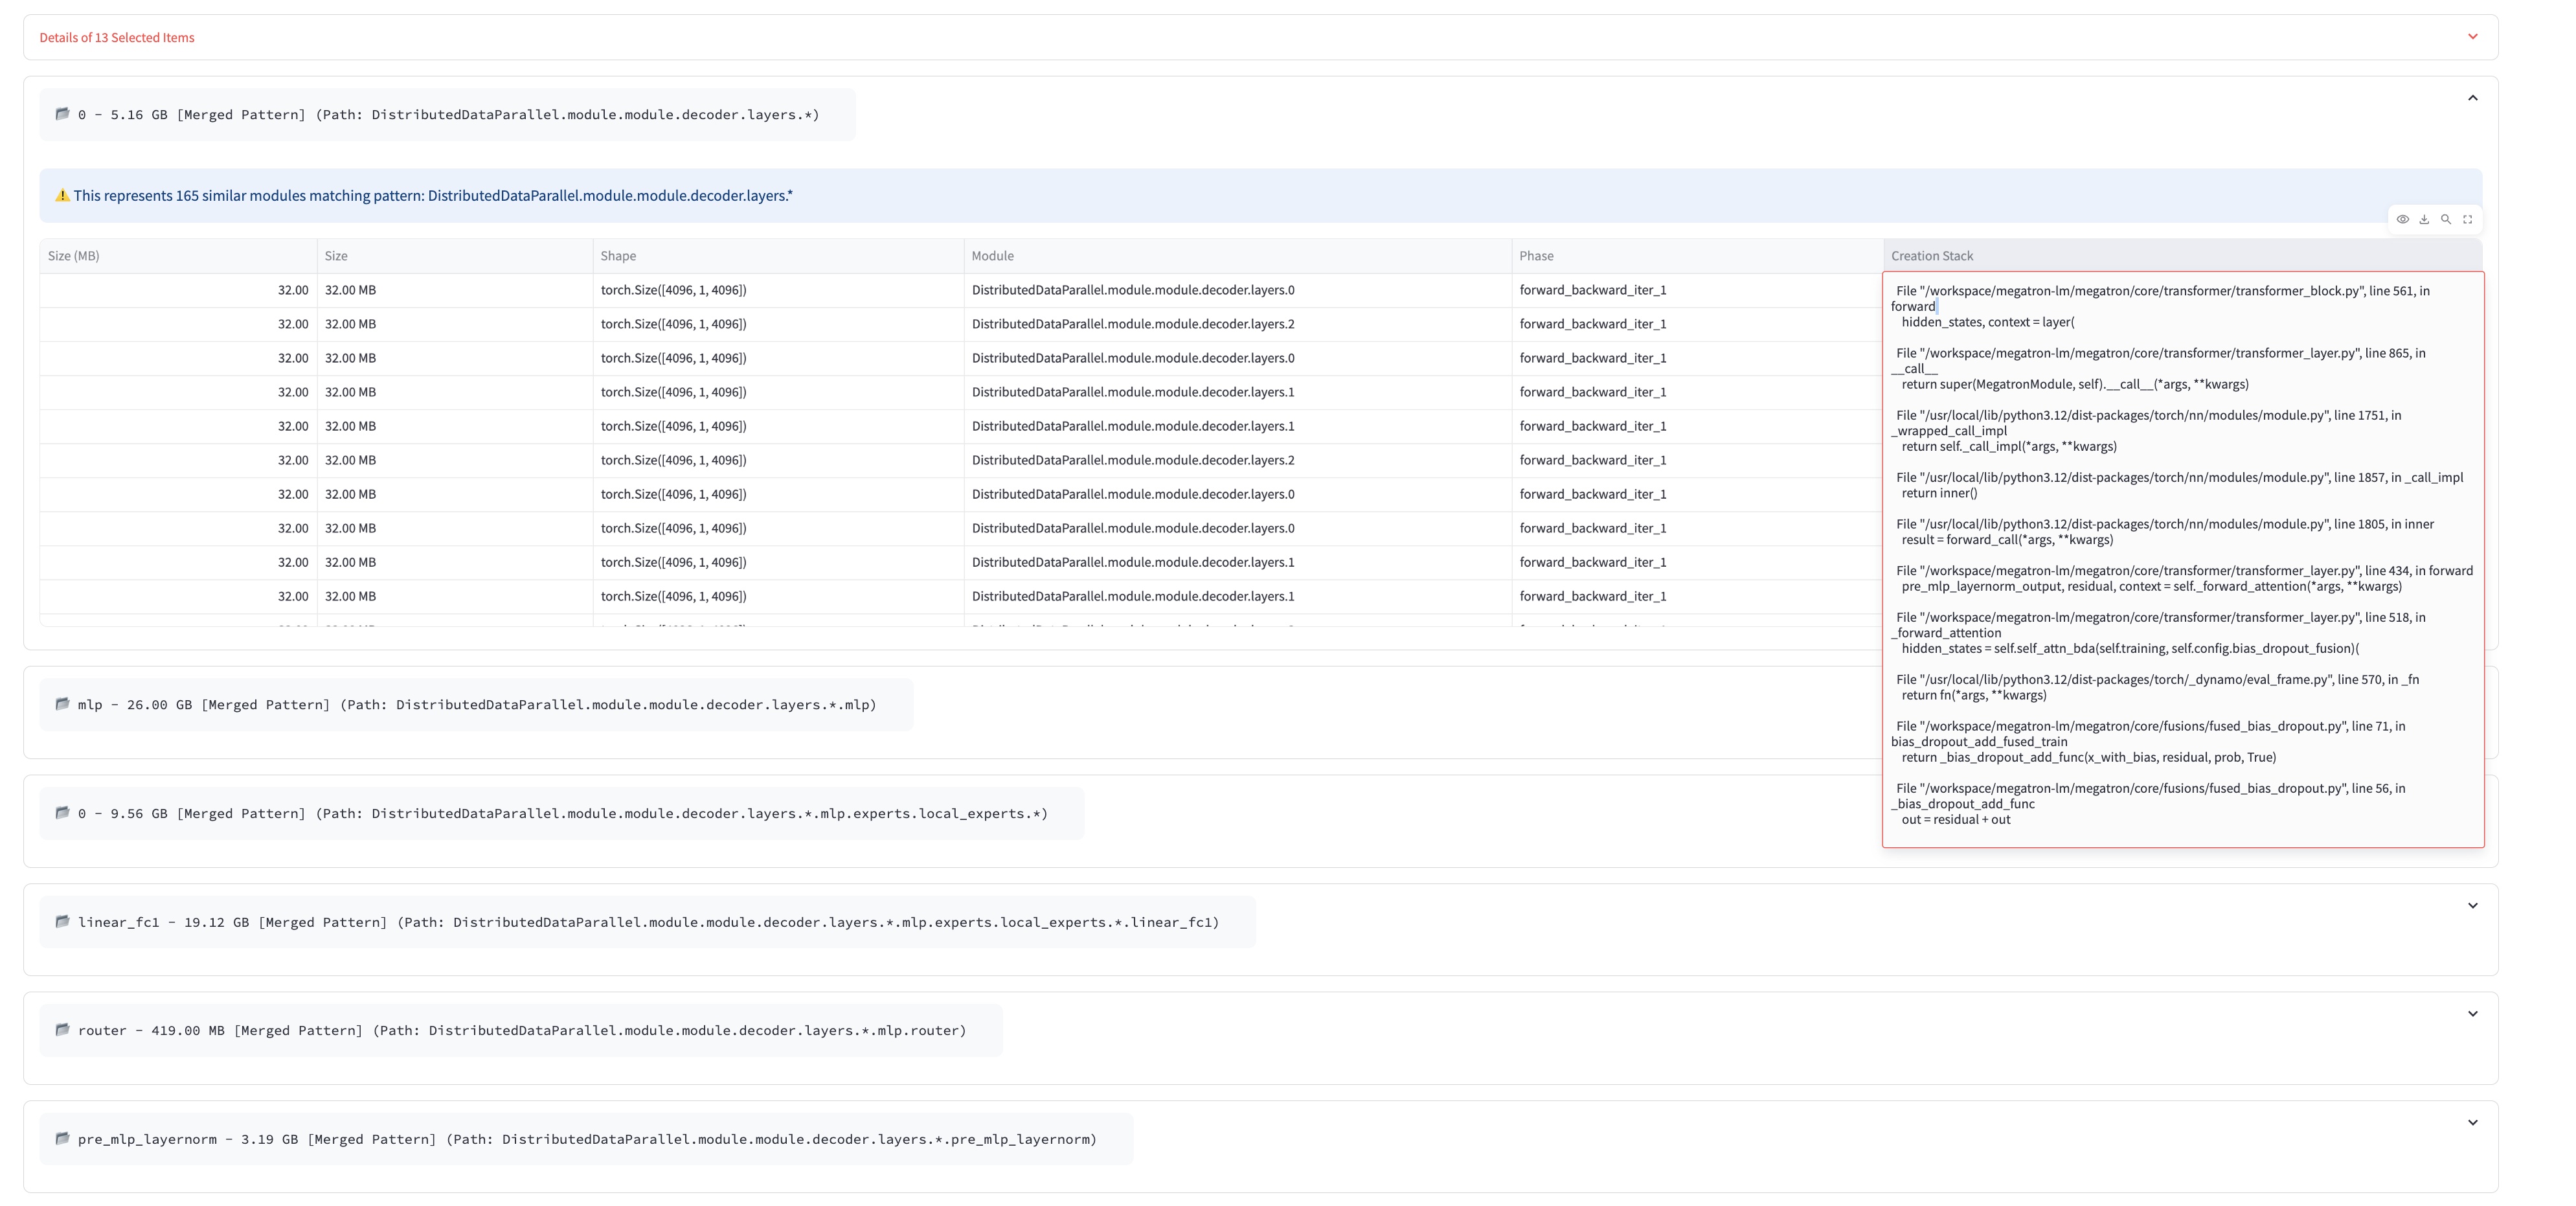 Details of 13 Selected Items
0 - 5.16 GB [Merged Pattern] (Path: DistributedDataParallel.module.module.decoder.layers.*)
This represents 165 similar modules matching pattern: DistributedDataParallel.module.module.decoder.layers.*
Size (MB) Size Shape Module Phase Creation Stack
32.00 32.00 MB torch.Size([4096, 1, 4096]) DistributedDataParallel.module.module.decoder.layers.0 forward_backward_iter_1
32.00 32.00 MB torch.Size([4096, 1, 4096]) DistributedDataParallel.module.module.decoder.layers.2 forward_backward_iter_1
32.00 32.00 MB torch.Size([4096, 1, 4096]) DistributedDataParallel.module.module.decoder.layers.0 forward_backward_iter_1
32.00 32.00 MB torch.Size([4096, 1, 4096]) DistributedDataParallel.module.module.decoder.layers.1 forward_backward_iter_1
32.00 32.00 MB torch.Size([4096, 1, 4096]) DistributedDataParallel.module.module.decoder.layers.1 forward_backward_iter_1
32.00 32.00 MB torch.Size([4096, 1, 4096]) DistributedDataParallel.module.module.decoder.layers.2 forward_backward_iter_1
32.00 32.00 MB torch.Size([4096, 1, 4096]) DistributedDataParallel.module.module.decoder.layers.0 forward_backward_iter_1
32.00 32.00 MB torch.Size([4096, 1, 4096]) DistributedDataParallel.module.module.decoder.layers.0 forward_backward_iter_1
32.00 32.00 MB torch.Size([4096, 1, 4096]) DistributedDataParallel.module.module.decoder.layers.1 forward_backward_iter_1
32.00 32.00 MB torch.Size([4096, 1, 4096]) DistributedDataParallel.module.module.decoder.layers.1 forward_backward_iter_1
File "/workspace/megatron-lm/megatron/core/transformer/transformer_block.py", line 561, in
forward
hidden_states, context = layer(
File "/workspace/megatron-lm/megatron/core/transformer/transformer_layer.py", line 865, in
__call__
return super(MegatronModule, self).__call__(*args, **kwargs)
File "/usr/local/lib/python3.12/dist-packages/torch/nn/modules/module.py", line 1751, in
_wrapped_call_impl
return self._call_impl(*args, **kwargs)
File "/usr/local/lib/python3.12/dist-packages/torch/nn/modules/module.py", line 1857, in _call_impl
return inner()
File "/usr/local/lib/python3.12/dist-packages/torch/nn/modules/module.py", line 1805, in inner
result = forward_call(*args, **kwargs)
File "/workspace/megatron-lm/megatron/core/transformer/transformer_layer.py", line 434, in forward
pre_mlp_layernorm_output, residual, context = self._forward_attention(*args, **kwargs)
File "/workspace/megatron-lm/megatron/core/transformer/transformer_layer.py", line 518, in
_forward_attention
hidden_states = self.self_attn_bda(self.training, self.config.bias_dropout_fusion)(
File "/usr/local/lib/python3.12/dist-packages/torch/_dynamo/eval_frame.py", line 570, in _fn
return fn(*args, **kwargs)
File "/workspace/megatron-lm/megatron/core/fusions/fused_bias_dropout.py", line 71, in
bias_dropout_add_fused_train
return _bias_dropout_add_func(x_with_bias, residual, prob, True)
File "/workspace/megatron-lm/megatron/core/fusions/fused_bias_dropout.py", line 56, in
_bias_dropout_add_func
out = residual + out
mlp - 26.00 GB [Merged Pattern] (Path: DistributedDataParallel.module.module.decoder.layers.*.mlp)
0 - 9.56 GB [Merged Pattern] (Path: DistributedDataParallel.module.module.decoder.layers.*.mlp.experts.local_experts.*)
linear_fc1 - 19.12 GB [Merged Pattern] (Path: DistributedDataParallel.module.module.decoder.layers.*.mlp.experts.local_experts.*.linear_fc1)
router - 419.00 MB [Merged Pattern] (Path: DistributedDataParallel.module.module.decoder.layers.*.mlp.router)
pre_mlp_layernorm - 3.19 GB [Merged Pattern] (Path: DistributedDataParallel.module.module.decoder.layers.*.pre_mlp_layernorm)